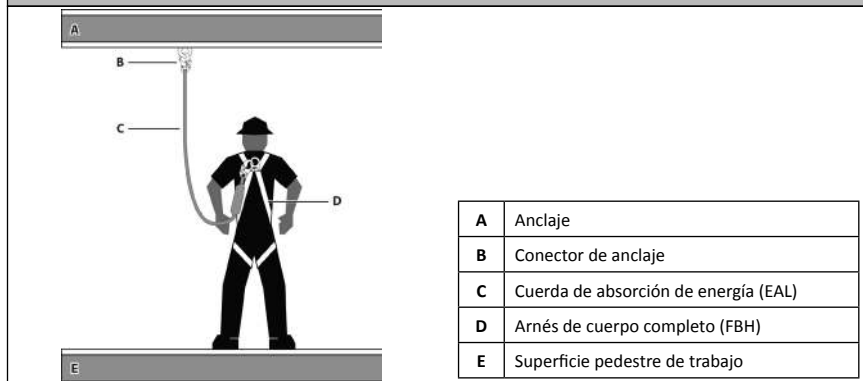 A
B
C
D
E
A Anclaje
B Conector de anclaje
C Cuerda de absorción de energía (EAL)
D Arnés de cuerpo completo (FBH)
E Superficie pedestre de trabajo